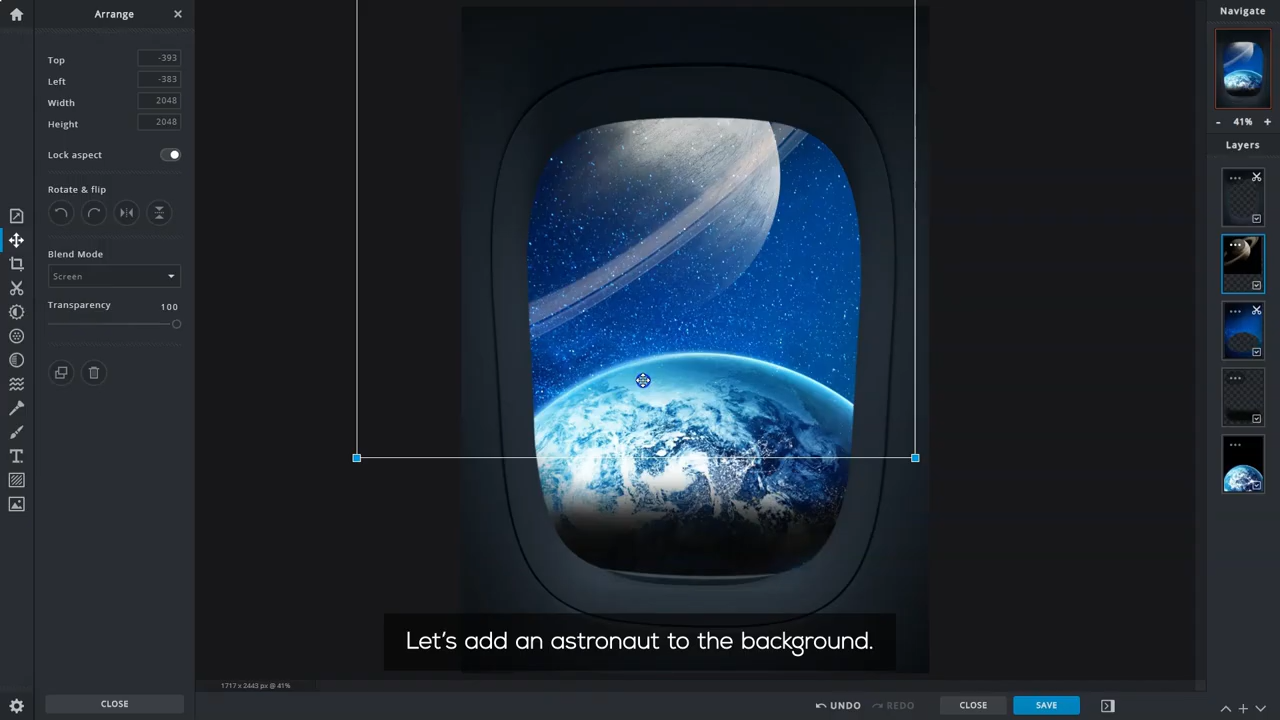 Arrange
Top -393
Left -383
Width 2048
Height 2048
Lock aspect
Rotate & flip
Blend Mode
Screen
Transparency 100
CLOSE
Let's add an astronaut to the background.
1717 x 2443 px @ 41%
UNDO REDO CLOSE SAVE
Navigate
- 41% +
Layers